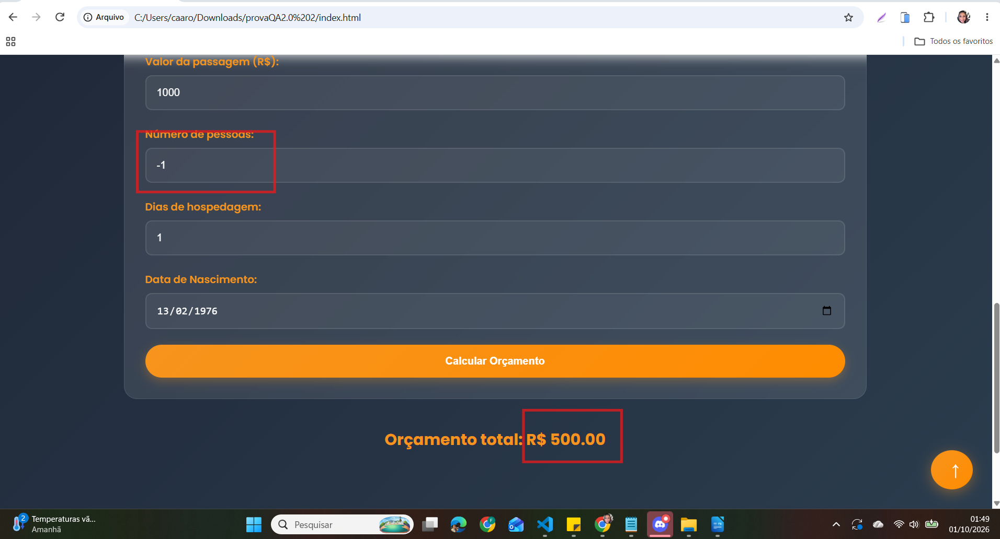 Arquivo
C:/Users/caaro/Downloads/provaQA2.0%202/index.html
Todos os favoritos
Valor da passagem (R$):
1000
Número de pessoas:
-1
Dias de hospedagem:
1
Data de Nascimento:
13/02/1976
Calcular Orçamento
Orçamento total: R$ 500.00
↑
2
Temperaturas vã...
Amanhã
Pesquisar
F
01:49
01/10/2026